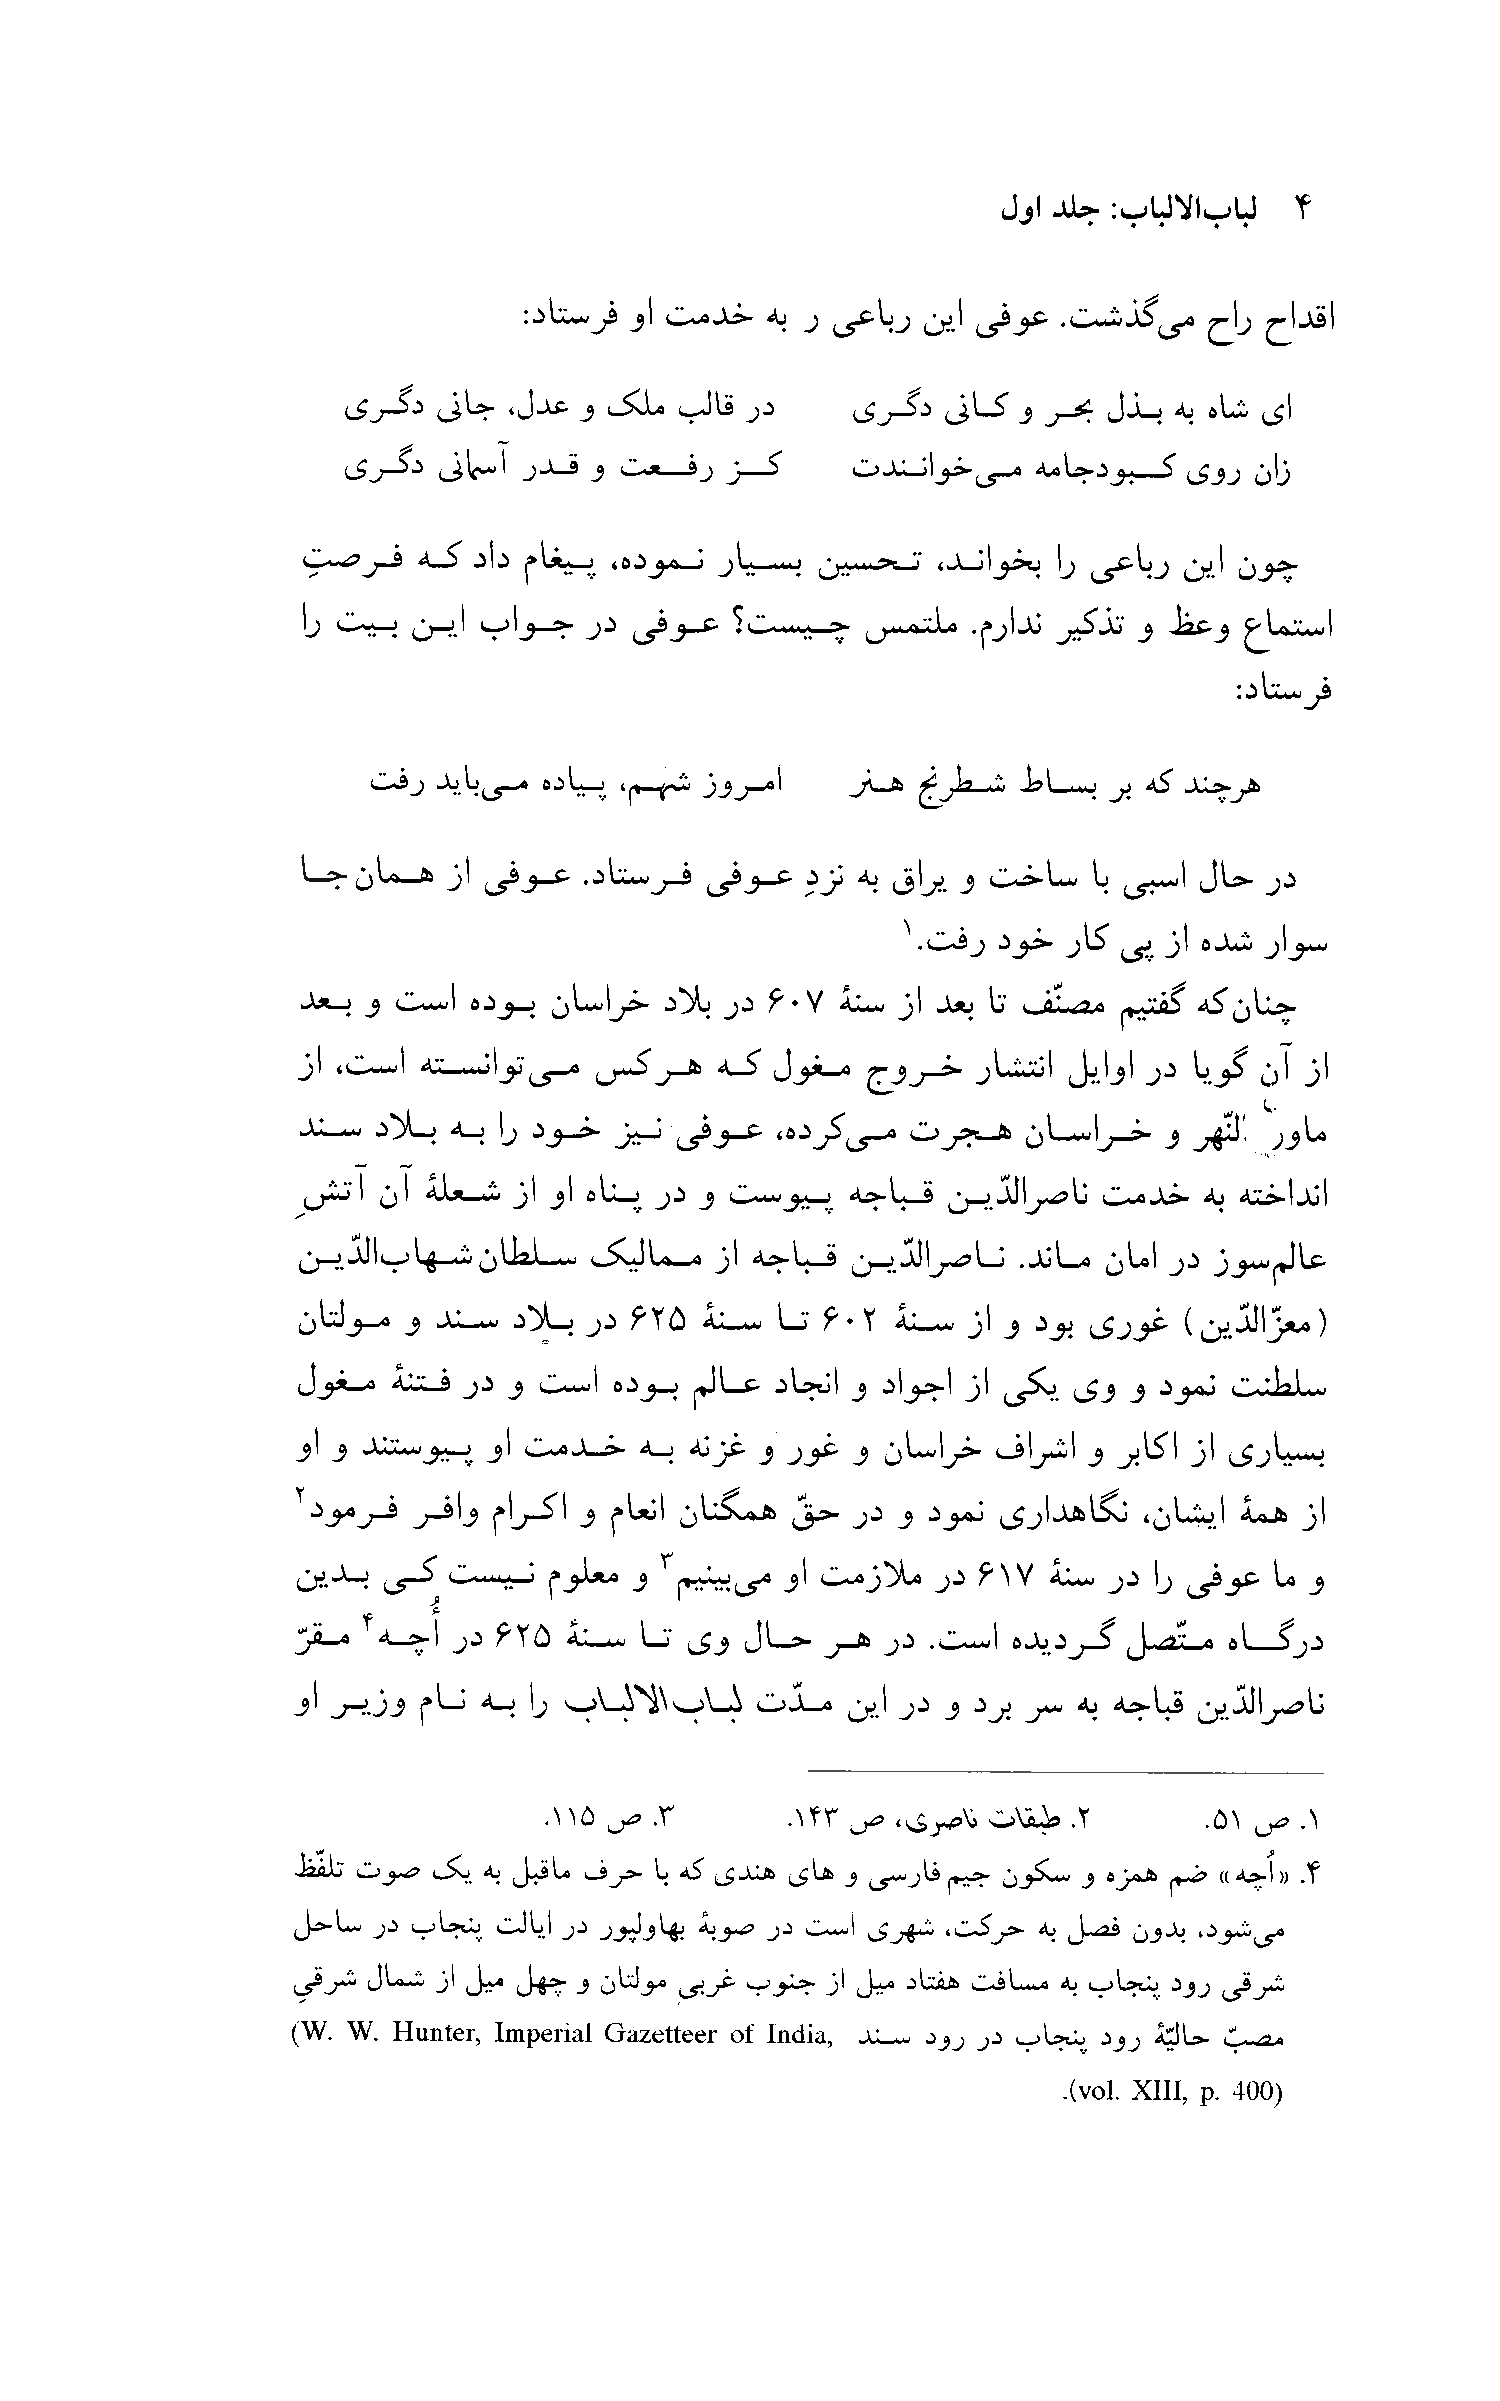 ۴ لباب‌الالباب: جلد اول
اقداح راح می‌گذشت. عوفی این رباعی ر به خدمت او فرستاد:
ای شاه به بذل بحر و کانی دگری در قالب ملک و عدل، جانی دگری
زان روی کبودجامه می‌خوانندت کز رفعت و قدر آسمانی دگری
چون این رباعی را بخواند، تحسین بسیار نموده، پیغام داد که فرصتِ
استماع وعظ و تذکیر ندارم. ملتمس چیست؟ عوفی در جواب این بیت را
فرستاد:
هرچند که بر بساط شطرنج هنر امروز شهم، پیاده می‌باید رفت
در حال اسبی با ساخت و یراق به نزدِ عوفی فرستاد. عوفی از همان‌جا
سوار شده از پی کار خود رفت.۱
چنان‌که گفتیم مصنّف تا بعد از سنهٔ ۶۰۷ در بلاد خراسان بوده است و بعد
از آن گویا در اوایل انتشار خروج مغول که هرکس می‌توانسته است، از
ماورءالنّهر و خراسان هجرت می‌کرده، عوفی نیز خود را به بلاد سند
انداخته به خدمت ناصرالدّین قباجه پیوست و در پناه او از شعلهٔ آن آتشِ
عالم‌سوز در امان ماند. ناصرالدّین قباجه از ممالیک سلطان‌شهاب‌الدّین
(معزّالدّین) غوری بود و از سنهٔ ۶۰۲ تا سنهٔ ۶۲۵ در بلاد سند و مولتان
سلطنت نمود و وی یکی از اجواد و انجاد عالم بوده است و در فتنهٔ مغول
بسیاری از اکابر و اشراف خراسان و غور و غزنه به خدمت او پیوستند و او
از همهٔ ایشان، نگاهداری نمود و در حقّ همگنان انعام و اکرام وافر فرمود۲
و ما عوفی را در سنهٔ ۶۱۷ در ملازمت او می‌بینیم۳ و معلوم نیست کی بدین
درگاه متّصل گردیده است. در هر حال وی تا سنهٔ ۶۲۵ در اُچه۴ مقرّ
ناصرالدّین قباجه به سر برد و در این مدّت لباب‌الالباب را به نام وزیر او
۱. ص ۵۱. ۲. طبقات ناصری، ص ۱۴۳. ۳. ص ۱۱۵.
۴. «اُچه» ضم همزه و سکون جیم فارسی و های هندی که با حرف ماقبل به یک صوت تلفّظ
می‌شود، بدون فصل به حرکت، شهری است در صوبهٔ بهاولپور در ایالت پنجاب در ساحل
شرقی رود پنجاب به مسافت هفتاد میل از جنوب غربی مولتان و چهل میل از شمال شرقیِ
مصبّ حالیّهٔ رود پنجاب در رود سند (W. W. Hunter, Imperial Gazetteer of India,
vol. XIII, p. 400).